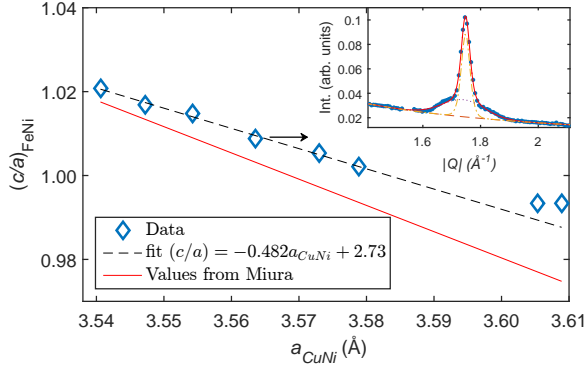 1.04
1.02
1.00
0.98
(c/a)FeNi
3.54
3.55
3.56
3.57
3.58
3.59
3.60
3.61
aCuNi (Å)
Data
fit (c/a) = −0.482aCuNi + 2.73
Values from Miura
0.1
0.08
0.06
0.04
0.02
Int. (arb. units)
1.6
1.8
2
|Q| (Å-1)